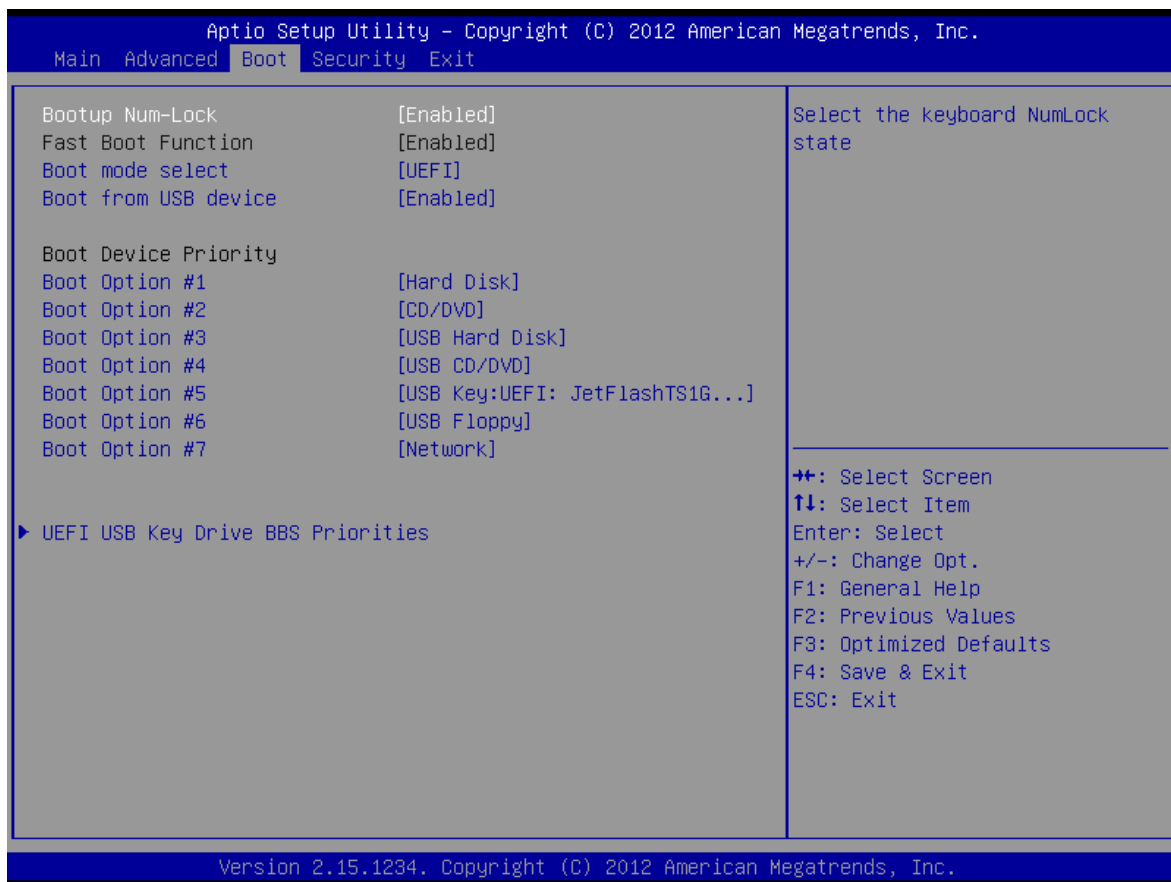 Aptio Setup Utility – Copyright (C) 2012 American Megatrends, Inc.
Main Advanced Boot Security Exit
Bootup Num-Lock [Enabled]
Fast Boot Function [Enabled]
Boot mode select [UEFI]
Boot from USB device [Enabled]
Boot Device Priority
Boot Option #1 [Hard Disk]
Boot Option #2 [CD/DVD]
Boot Option #3 [USB Hard Disk]
Boot Option #4 [USB CD/DVD]
Boot Option #5 [USB Key:UEFI: JetFlashTS1G...]
Boot Option #6 [USB Floppy]
Boot Option #7 [Network]
▶ UEFI USB Key Drive BBS Priorities
Select the keyboard NumLock
state
→←: Select Screen
↑↓: Select Item
Enter: Select
+/-: Change Opt.
F1: General Help
F2: Previous Values
F3: Optimized Defaults
F4: Save & Exit
ESC: Exit
Version 2.15.1234. Copyright (C) 2012 American Megatrends, Inc.